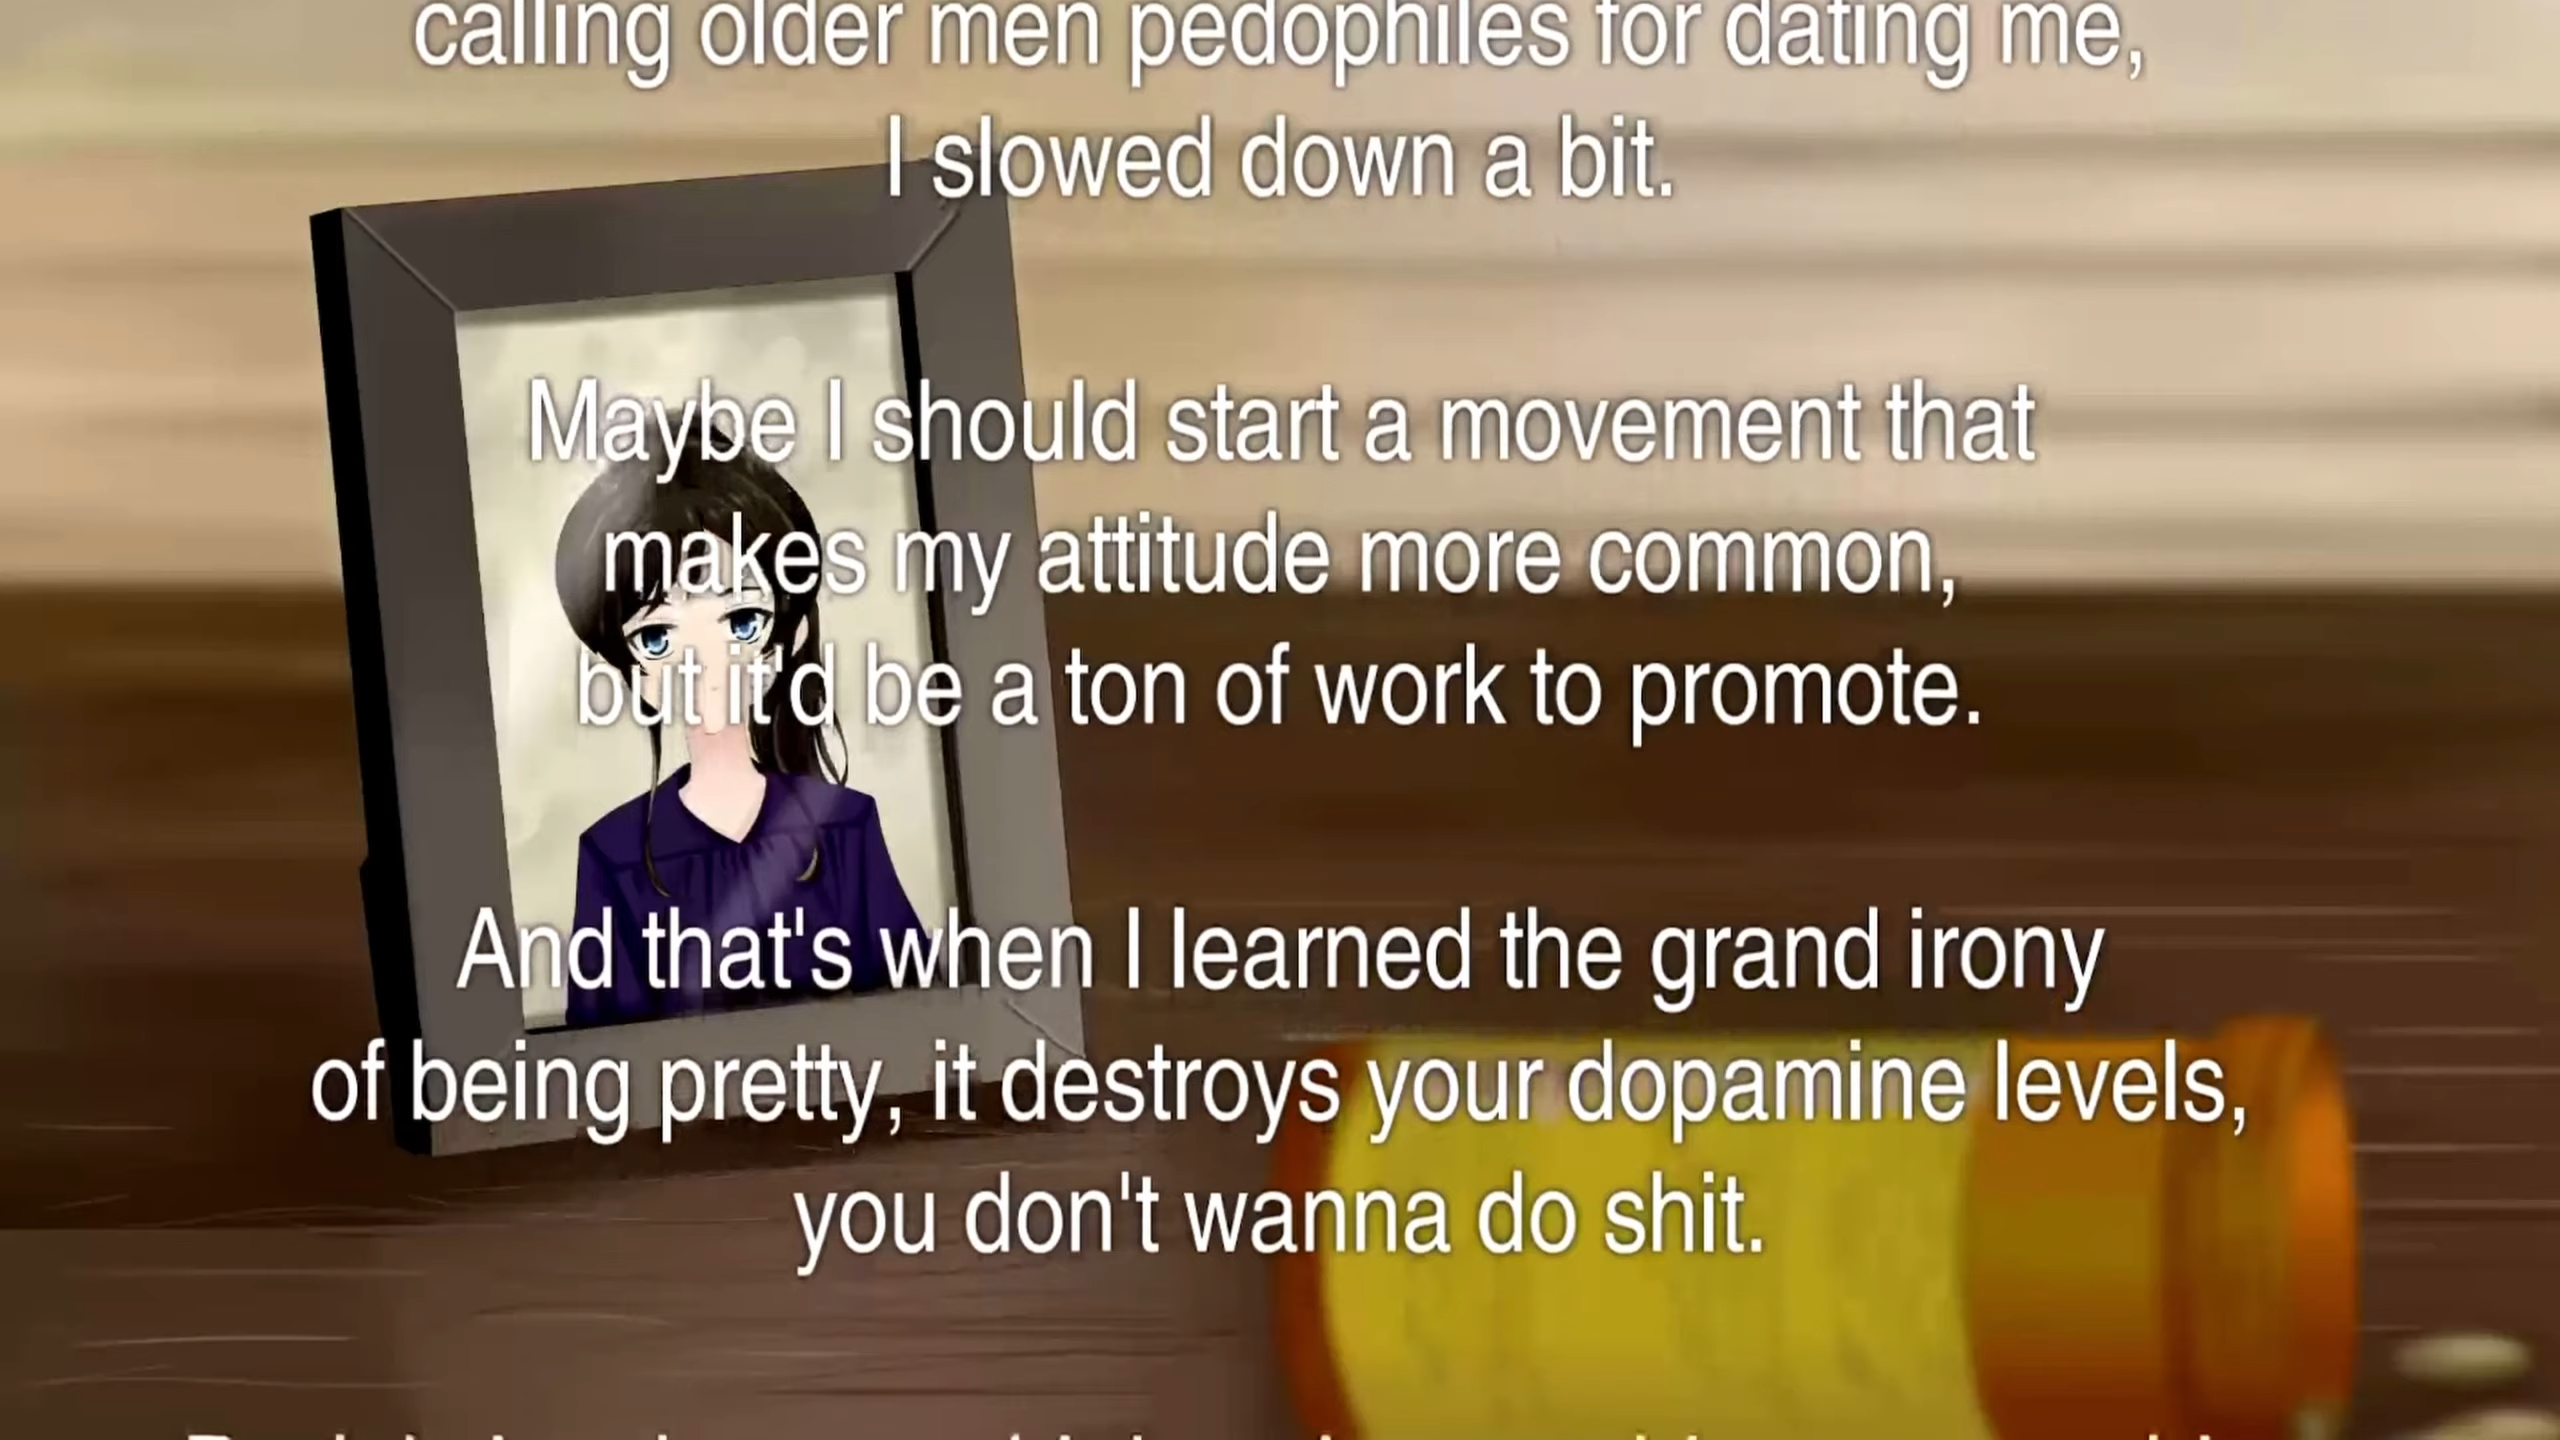 calling older men pedophiles for dating me,
I slowed down a bit.
Maybe I should start a movement that
makes my attitude more common,
but it'd be a ton of work to promote.
And that's when I learned the grand irony
of being pretty, it destroys your dopamine levels,
you don't wanna do shit.